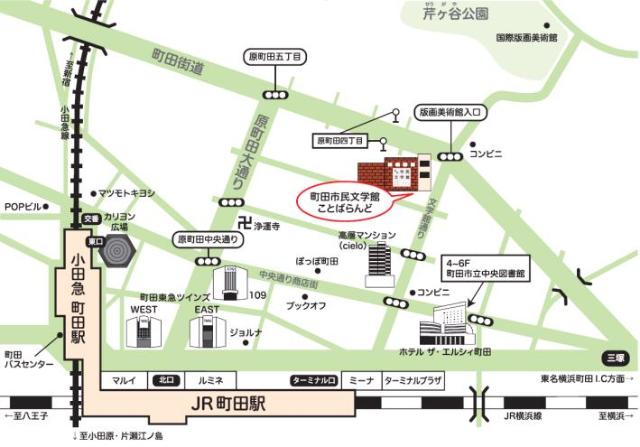 せりがや
芹ヶ谷公園
国際版画美術館
原町田五丁目
町田街道
←至新宿
小田急線
原町田四丁目
版画美術館入口
コンビニ
原町田大通り
町田市民文学館
ことばらんど
文学館通り
マツモトキヨシ
POPビル
交番
カリヨン
広場
東口
浄運寺
原町田中央通り
高層マンション
(cielo)
ぽっぽ町田
4~6F
町田市立中央図書館
中央通り商店街
109
ブックオフ
コンビニ
小田急 町田駅
町田東急ツインズ
WEST
EAST
ジョルナ
ホテル ザ・エルシィ町田
町田
バスセンター
三塚
マルイ
北口
ルミネ
ターミナル口
ミーナ
ターミナルプラザ
東名横浜町田I.C方面→
JR町田駅
←至八王子
JR横浜線
至横浜→
↓至小田原・片瀬江ノ島